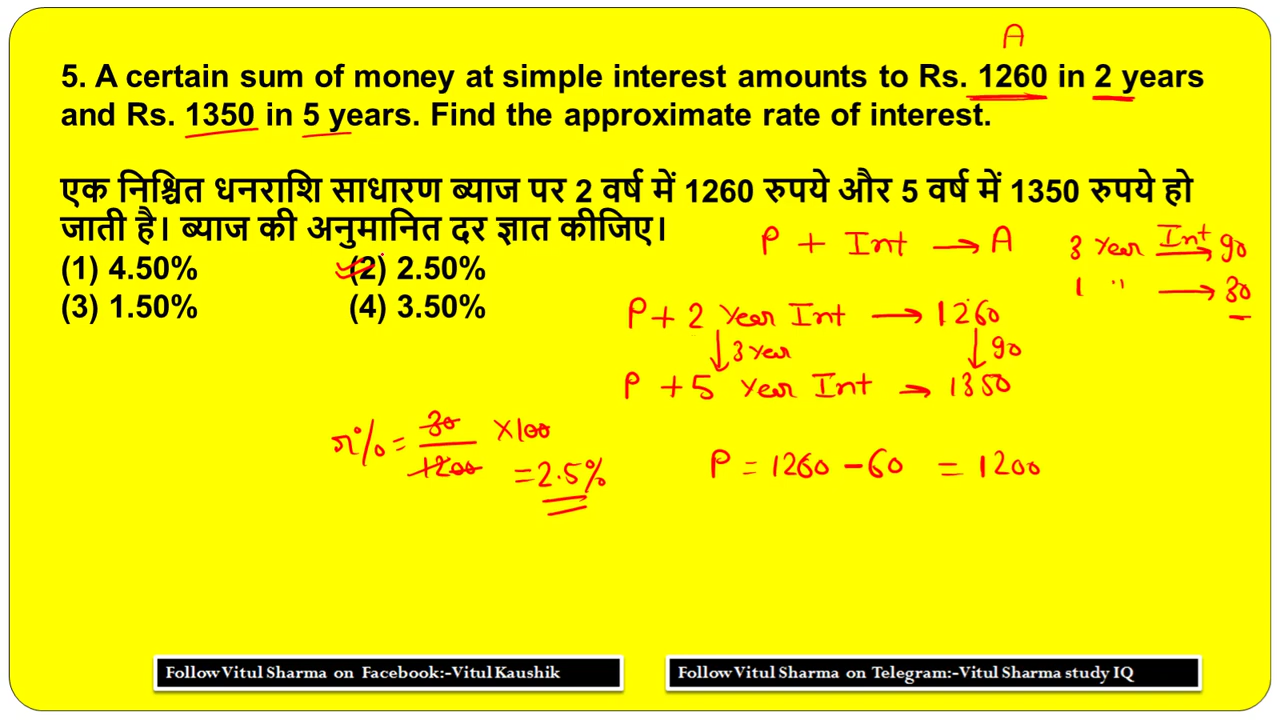 A
5. A certain sum of money at simple interest amounts to Rs. 1260 in 2 years
and Rs. 1350 in 5 years. Find the approximate rate of interest.
एक निश्चित धनराशि साधारण ब्याज पर 2 वर्ष में 1260 रुपये और 5 वर्ष में 1350 रुपये हो
जाती है। ब्याज की अनुमानित दर ज्ञात कीजिए।
(1) 4.50% (2) 2.50%
(3) 1.50% (4) 3.50%
P + Int → A
3 Year Int → 90
1 " → 30
P + 2 Year Int → 1260
↓ 3 Year ↓ 90
P + 5 Year Int → 1350
r% = 30/1200 × 100
= 2.5%
P = 1260 - 60 = 1200
Follow Vitul Sharma on Facebook:-Vitul Kaushik
Follow Vitul Sharma on Telegram:-Vitul Sharma study IQ